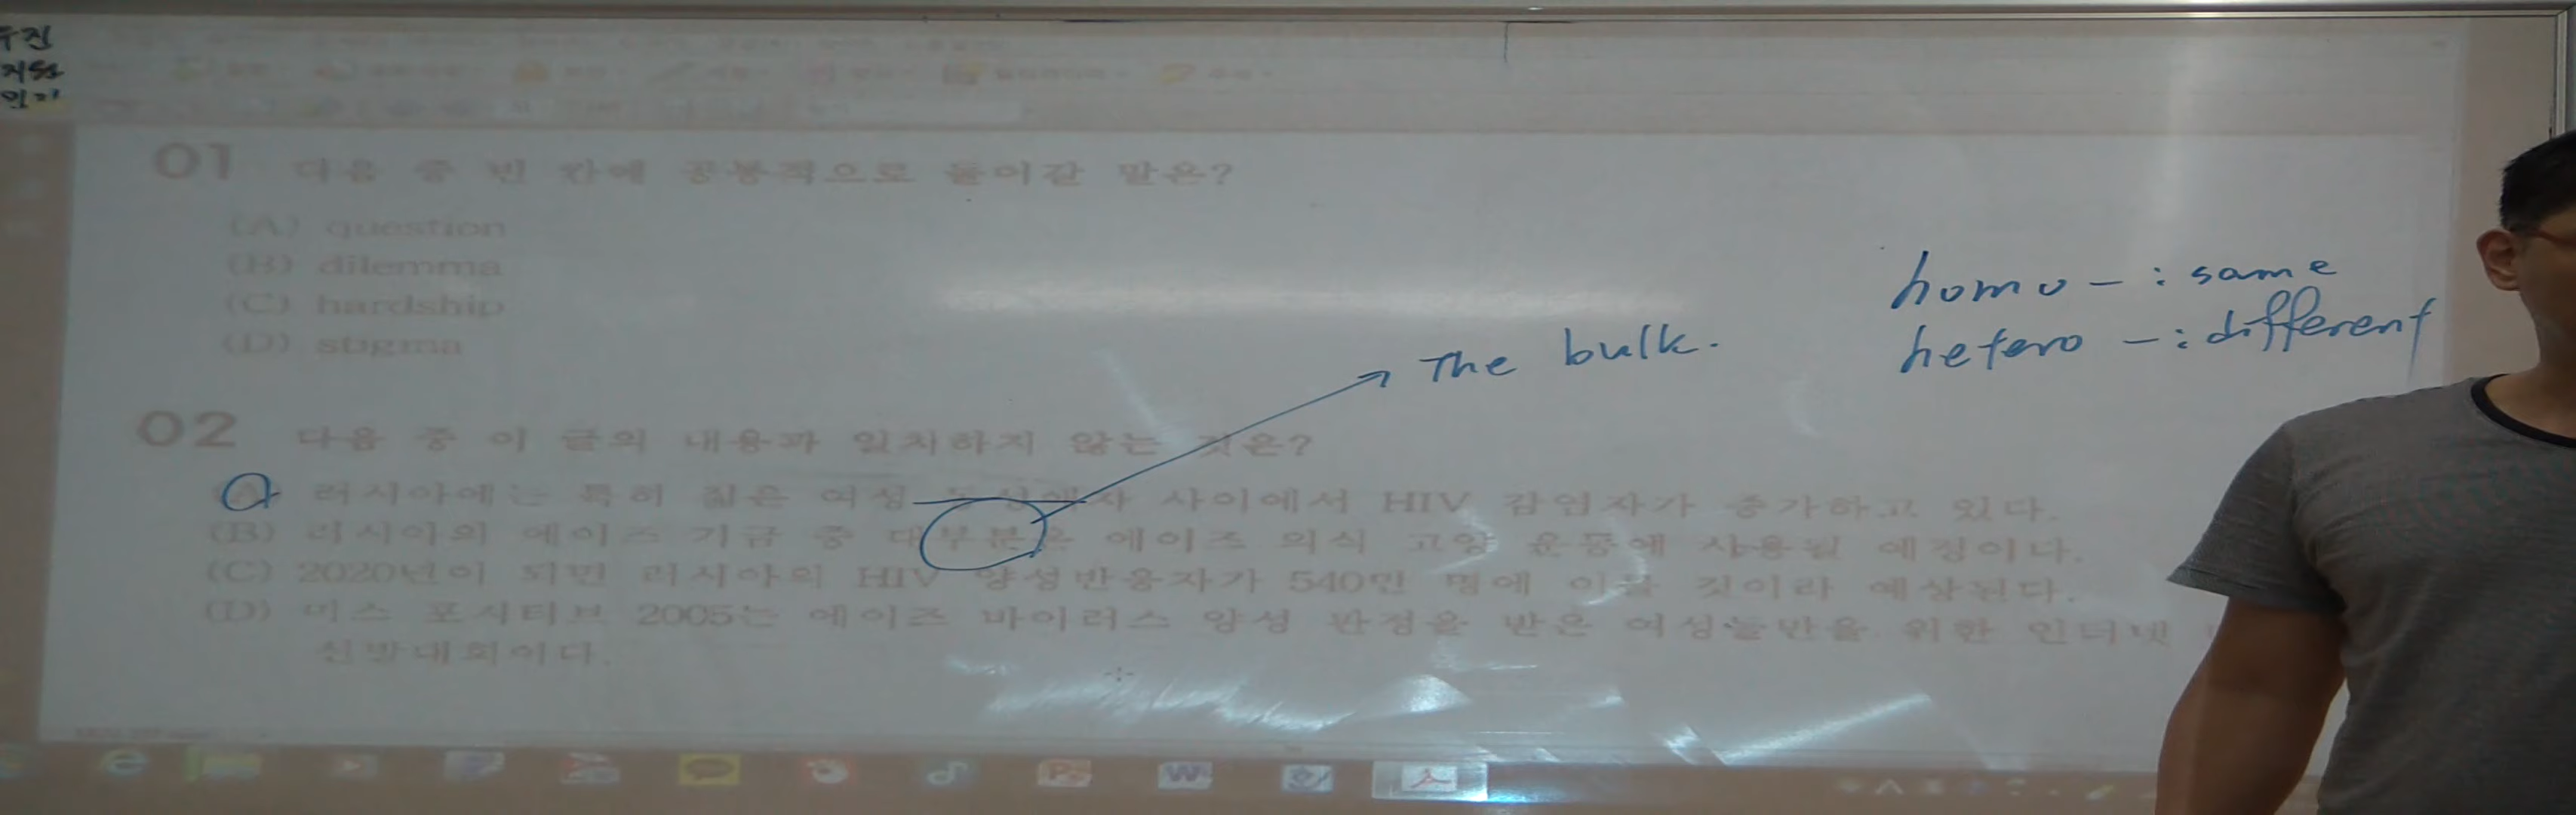 01 다음 중 빈 칸에 공통적으로 들어갈 말은?
(A) question
(B) dilemma
(C) hardship
(D) stigma
homo - : same
hetero - : different
The bulk.
02 다음 중 이 글의 내용과 일치하지 않는 것은?
러시아에는 특히 젊은 여성 동성애자 사이에서 HIV 감염자가 증가하고 있다.
(B) 러시아의 에이즈 기금 중 대부분은 에이즈 의식 고양 운동에 사용될 예정이다.
(C) 2020년이 되면 러시아의 HIV 양성반응자가 540만 명에 이를 것이라 예상된다.
(D) 미스 포지티브 2005는 에이즈 바이러스 양성 판정을 받은 여성들만을 위한 인터넷
선발대회이다.